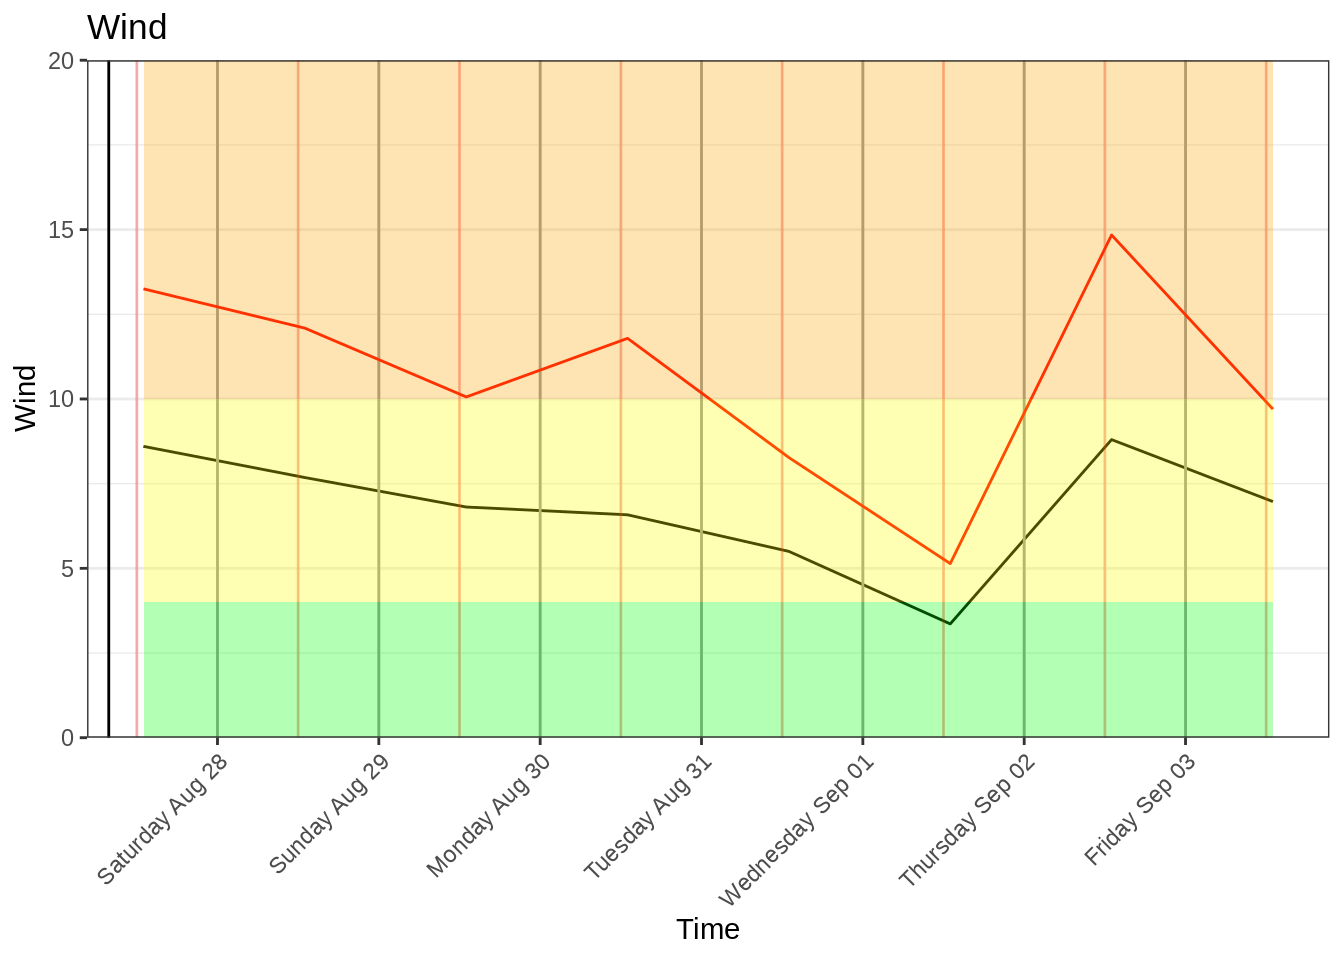 Wind
Wind
20
15
10
5
0
Saturday Aug 28
Sunday Aug 29
Monday Aug 30
Tuesday Aug 31
Wednesday Sep 01
Thursday Sep 02
Friday Sep 03
Time